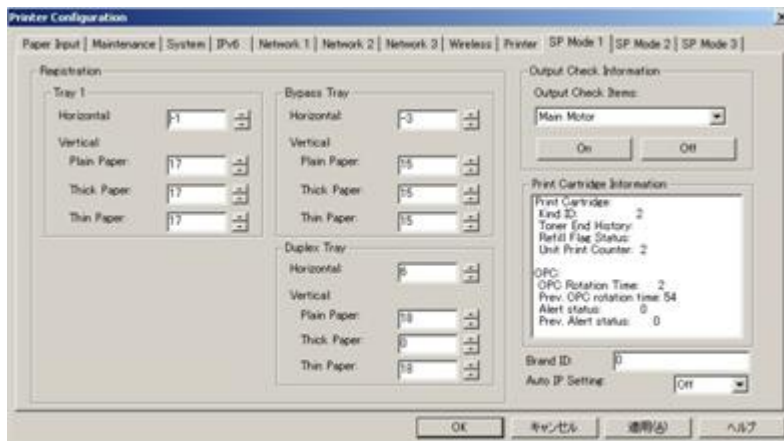 Printer Configuration
Paper Input Maintenance System IPv6 Network 1 Network 2 Network 3 Wireless Printer SP Mode 1 SP Mode 2 SP Mode 3
Registration
Tray 1
Horizontal: -1
Vertical:
Plain Paper: 17
Thick Paper: 17
Thin Paper: 17
Bypass Tray
Horizontal: -3
Vertical:
Plain Paper: 15
Thick Paper: 15
Thin Paper: 15
Duplex Tray
Horizontal: 6
Vertical:
Plain Paper: 18
Thick Paper: 0
Thin Paper: 18
Output Check Information
Output Check Items:
Main Motor
On Off
Print Cartridge Information
Print Cartridge:
Kind ID: 2
Toner End History:
Refill Flag Status:
Unit Print Counter: 2
OPC:
OPC Rotation Time: 2
Prev. OPC rotation time: 54
Alert status: 0
Prev. Alert status: 0
Brand ID: 0
Auto IP Setting: Off
OK キャンセル 適用(A) ヘルプ